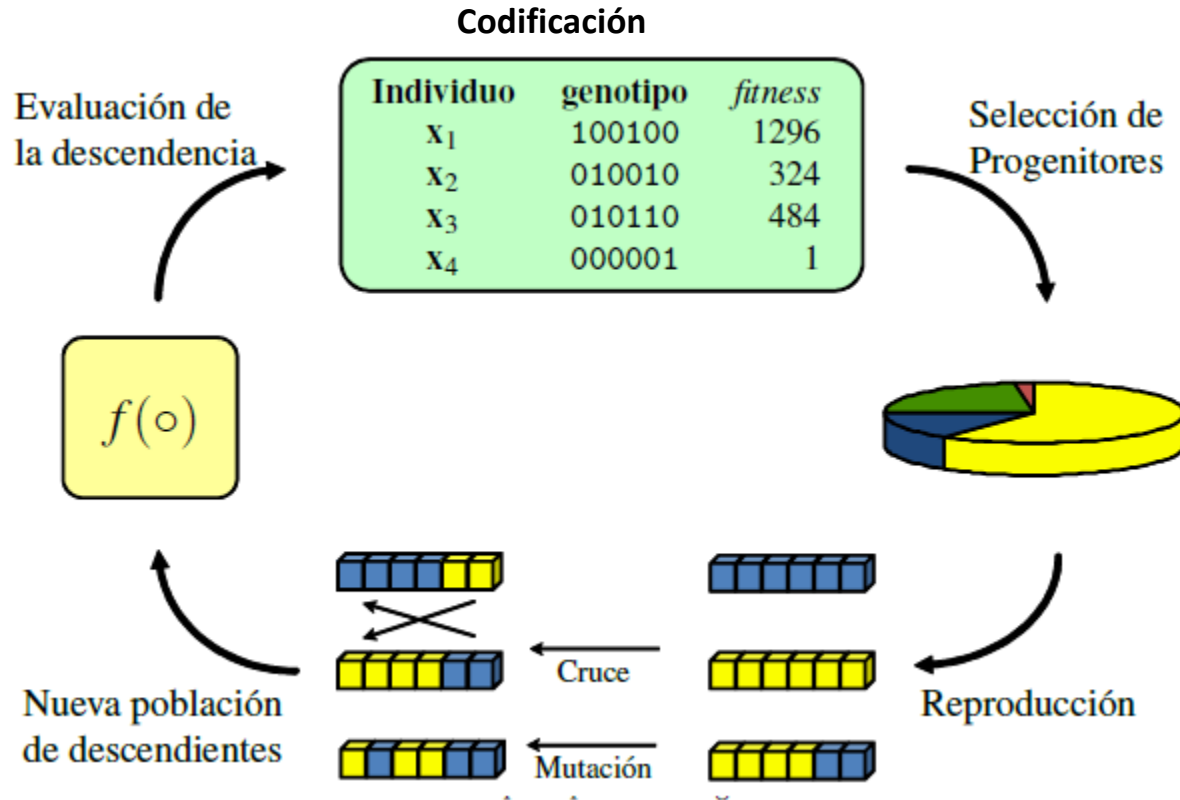 Codificación
Evaluación de
la descendencia
Individuo genotipo fitness
x1 100100 1296
x2 010010 324
x3 010110 484
x4 000001 1
Selección de
Progenitores
f(∘)
Cruce
Reproducción
Nueva población
de descendientes
Mutación